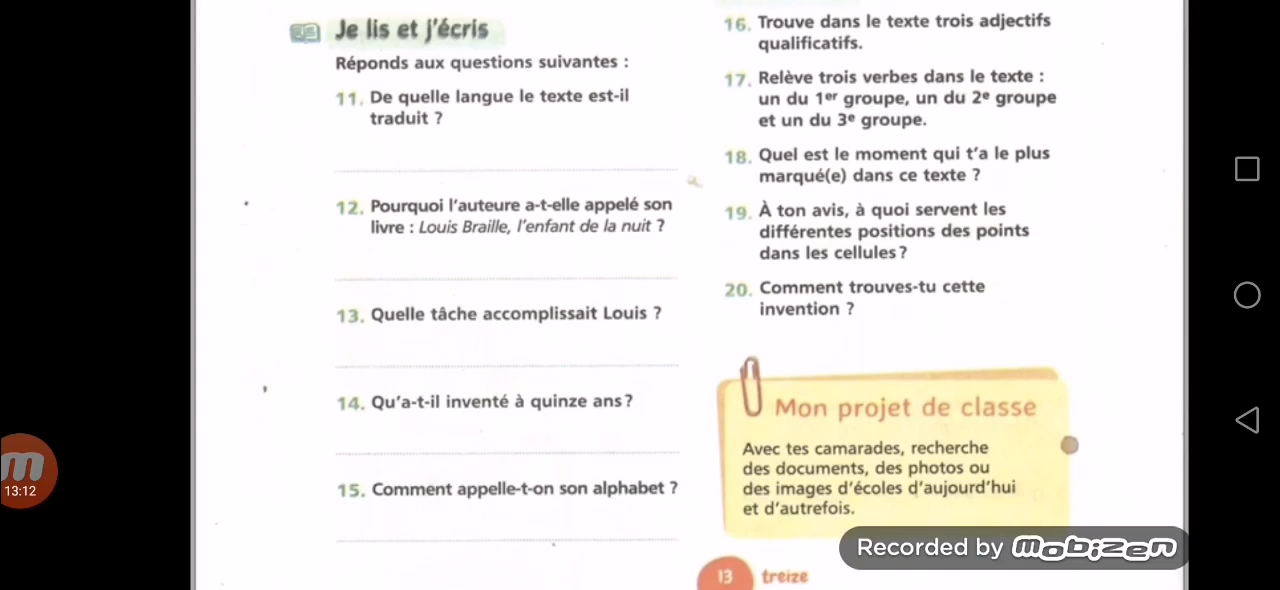 Je lis et j'écris
Réponds aux questions suivantes :
11. De quelle langue le texte est-il
traduit ?
12. Pourquoi l'auteure a-t-elle appelé son
livre : Louis Braille, l'enfant de la nuit ?
13. Quelle tâche accomplissait Louis ?
14. Qu'a-t-il inventé à quinze ans ?
15. Comment appelle-t-on son alphabet ?
16. Trouve dans le texte trois adjectifs
qualificatifs.
17. Relève trois verbes dans le texte :
un du 1er groupe, un du 2e groupe
et un du 3e groupe.
18. Quel est le moment qui t'a le plus
marqué(e) dans ce texte ?
19. À ton avis, à quoi servent les
différentes positions des points
dans les cellules ?
20. Comment trouves-tu cette
invention ?
Mon projet de classe
Avec tes camarades, recherche
des documents, des photos ou
des images d'écoles d'aujourd'hui
et d'autrefois.
13 treize
m
13:12
Recorded by mobizen